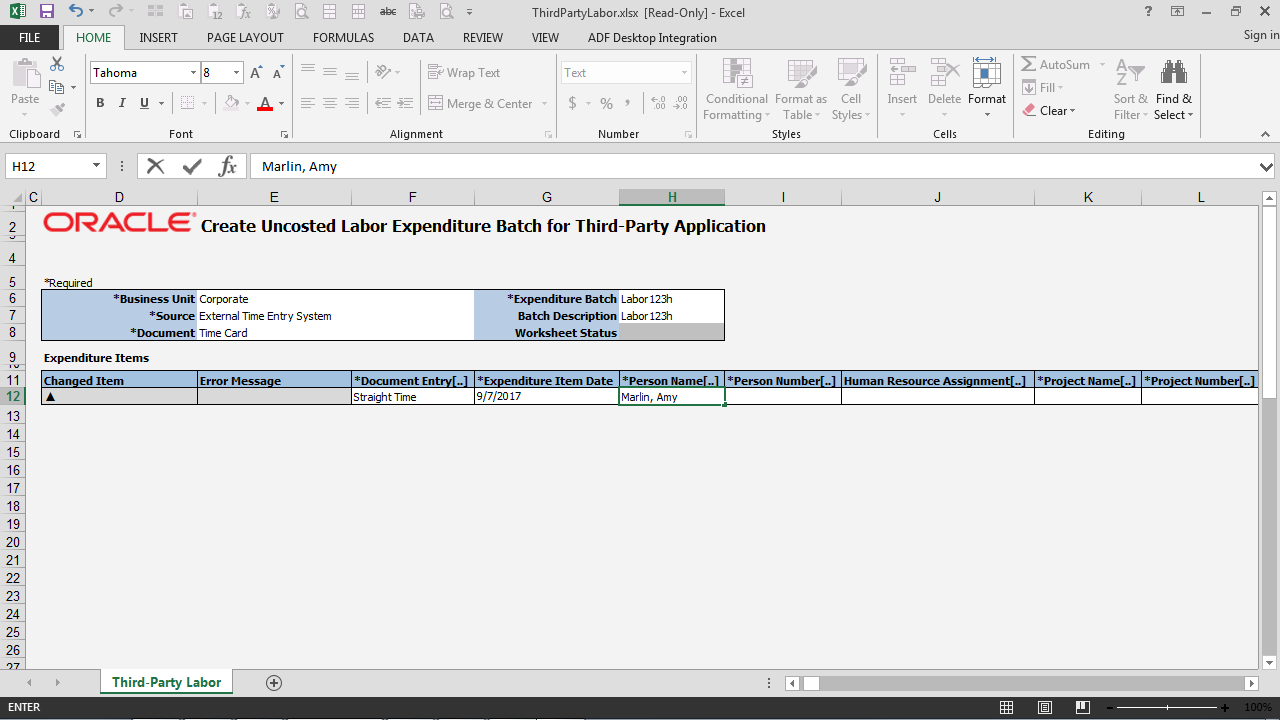 ThirdPartyLabor.xlsx [Read-Only] - Excel
FILE HOME INSERT PAGE LAYOUT FORMULAS DATA REVIEW VIEW ADF Desktop Integration Sign in
Tahoma 8 Wrap Text Text AutoSum
Paste B I U Merge & Center $ % Conditional Formatting Format as Table Cell Styles Insert Delete Format Fill Clear Sort & Filter Find & Select
Clipboard Font Alignment Number Styles Cells Editing
H12 fx Marlin, Amy
C D E F G H I J K L
2 ORACLE Create Uncosted Labor Expenditure Batch for Third-Party Application
4
5 *Required
6 *Business Unit Corporate *Expenditure Batch Labor123h
7 *Source External Time Entry System Batch Description Labor123h
8 *Document Time Card Worksheet Status
9 Expenditure Items
11 Changed Item Error Message *Document Entry[..] *Expenditure Item Date *Person Name[..] *Person Number[..] Human Resource Assignment[..] *Project Name[..] *Project Number[..]
12 ▲ Straight Time 9/7/2017 Marlin, Amy
13
14
15
16
17
18
19
20
21
22
23
24
25
26
27
Third-Party Labor
ENTER 100%